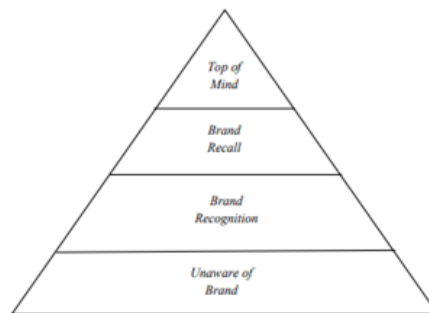 Top of
Mind
Brand
Recall
Brand
Recognition
Unaware of
Brand